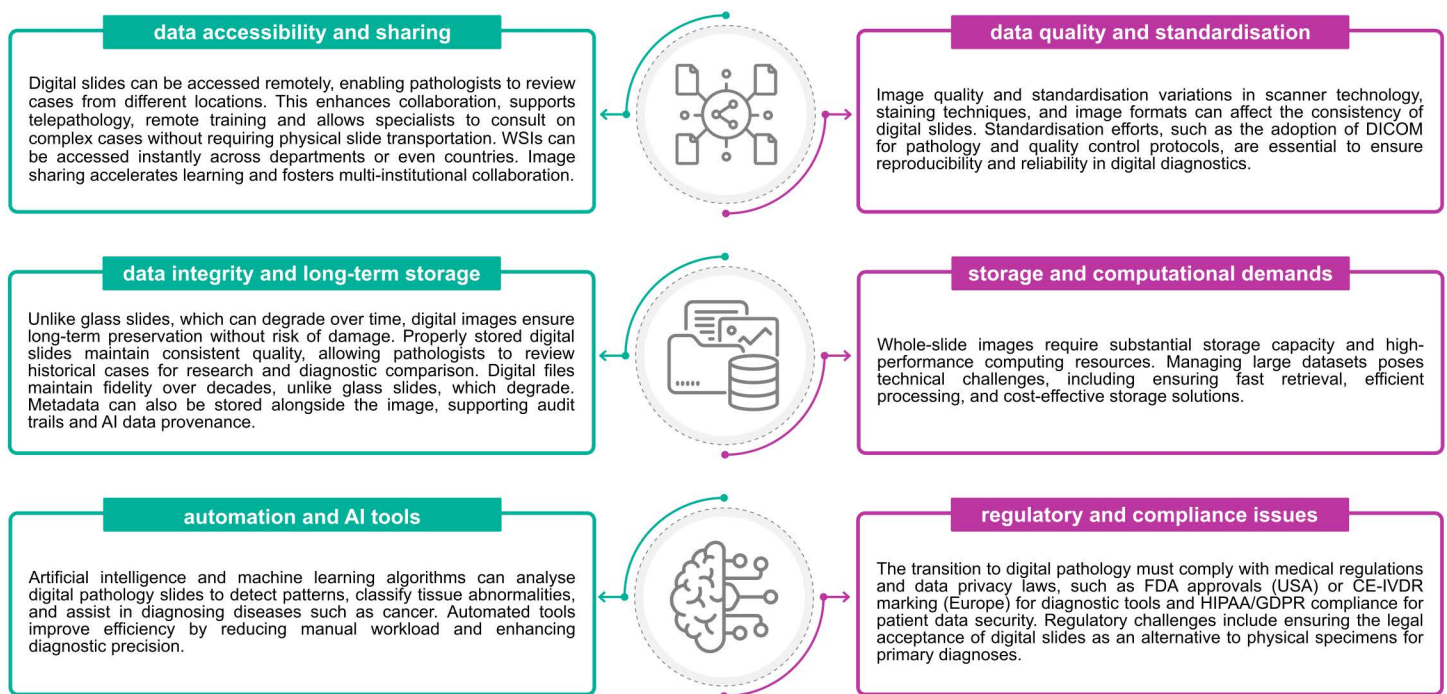 data accessibility and sharing
Digital slides can be accessed remotely, enabling pathologists to review
cases from different locations. This enhances collaboration, supports
telepathology, remote training and allows specialists to consult on
complex cases without requiring physical slide transportation. WSIs can
be accessed instantly across departments or even countries. Image
sharing accelerates learning and fosters multi-institutional collaboration.
data quality and standardisation
Image quality and standardisation variations in scanner technology,
staining techniques, and image formats can affect the consistency of
digital slides. Standardisation efforts, such as the adoption of DICOM
for pathology and quality control protocols, are essential to ensure
reproducibility and reliability in digital diagnostics.
data integrity and long-term storage
Unlike glass slides, which can degrade over time, digital images ensure
long-term preservation without risk of damage. Properly stored digital
slides maintain consistent quality, allowing pathologists to review
historical cases for research and diagnostic comparison. Digital files
maintain fidelity over decades, unlike glass slides, which degrade.
Metadata can also be stored alongside the image, supporting audit
trails and AI data provenance.
storage and computational demands
Whole-slide images require substantial storage capacity and high-
performance computing resources. Managing large datasets poses
technical challenges, including ensuring fast retrieval, efficient
processing, and cost-effective storage solutions.
automation and AI tools
Artificial intelligence and machine learning algorithms can analyse
digital pathology slides to detect patterns, classify tissue abnormalities,
and assist in diagnosing diseases such as cancer. Automated tools
improve efficiency by reducing manual workload and enhancing
diagnostic precision.
regulatory and compliance issues
The transition to digital pathology must comply with medical regulations
and data privacy laws, such as FDA approvals (USA) or CE-IVDR
marking (Europe) for diagnostic tools and HIPAA/GDPR compliance for
patient data security. Regulatory challenges include ensuring the legal
acceptance of digital slides as an alternative to physical specimens for
primary diagnoses.